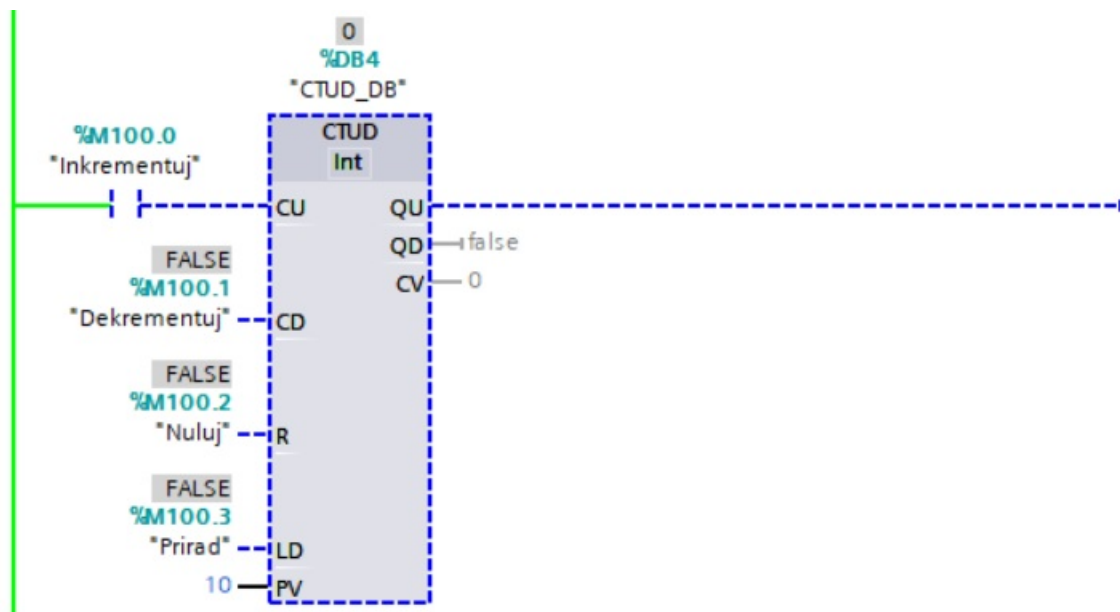 0
%DB4
"CTUD_DB"
CTUD
Int
%M100.0
"Inkrementuj"
CU
QU
QD
false
CV
0
FALSE
%M100.1
"Dekrementuj"
CD
FALSE
%M100.2
"Nuluj"
R
FALSE
%M100.3
"Prirad"
LD
10
PV